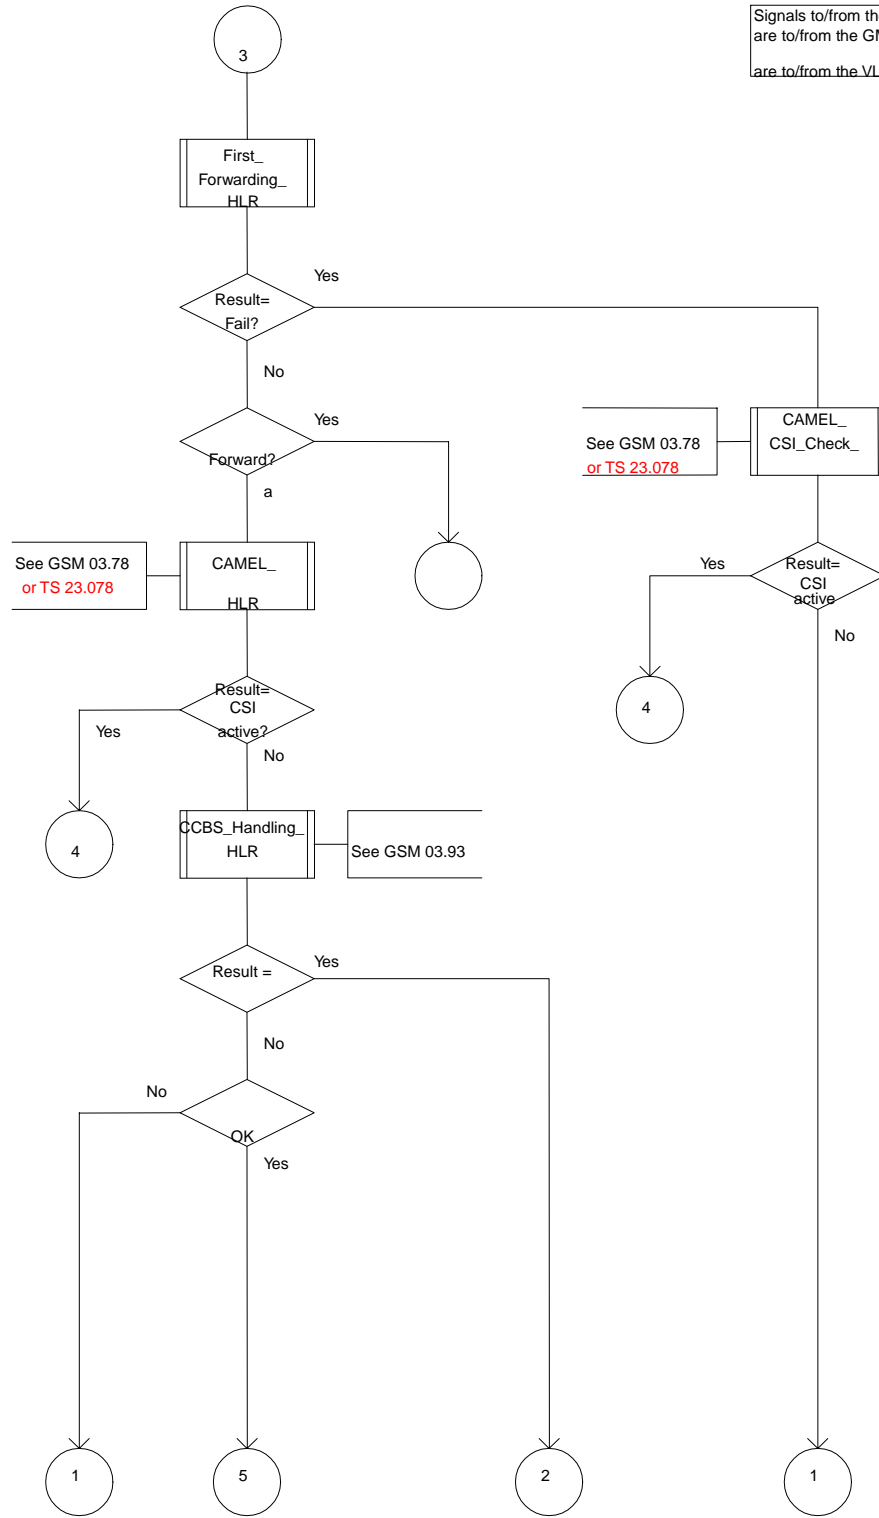 3
Signals to/from th
are to/from the GM
are to/from the VL
First_
Forwarding_
HLR
Yes
Result=
Fail?
No
Yes
Forward?
a
CAMEL_
CSI_Check_
See GSM 03.78
or TS 23.078
See GSM 03.78
or TS 23.078
CAMEL_
HLR
Yes
Result=
CSI
active
No
Result=
CSI
active?
Yes
No
4
4
CCBS_Handling_
HLR
See GSM 03.93
Result =
Yes
No
No
OK
Yes
1
5
2
1